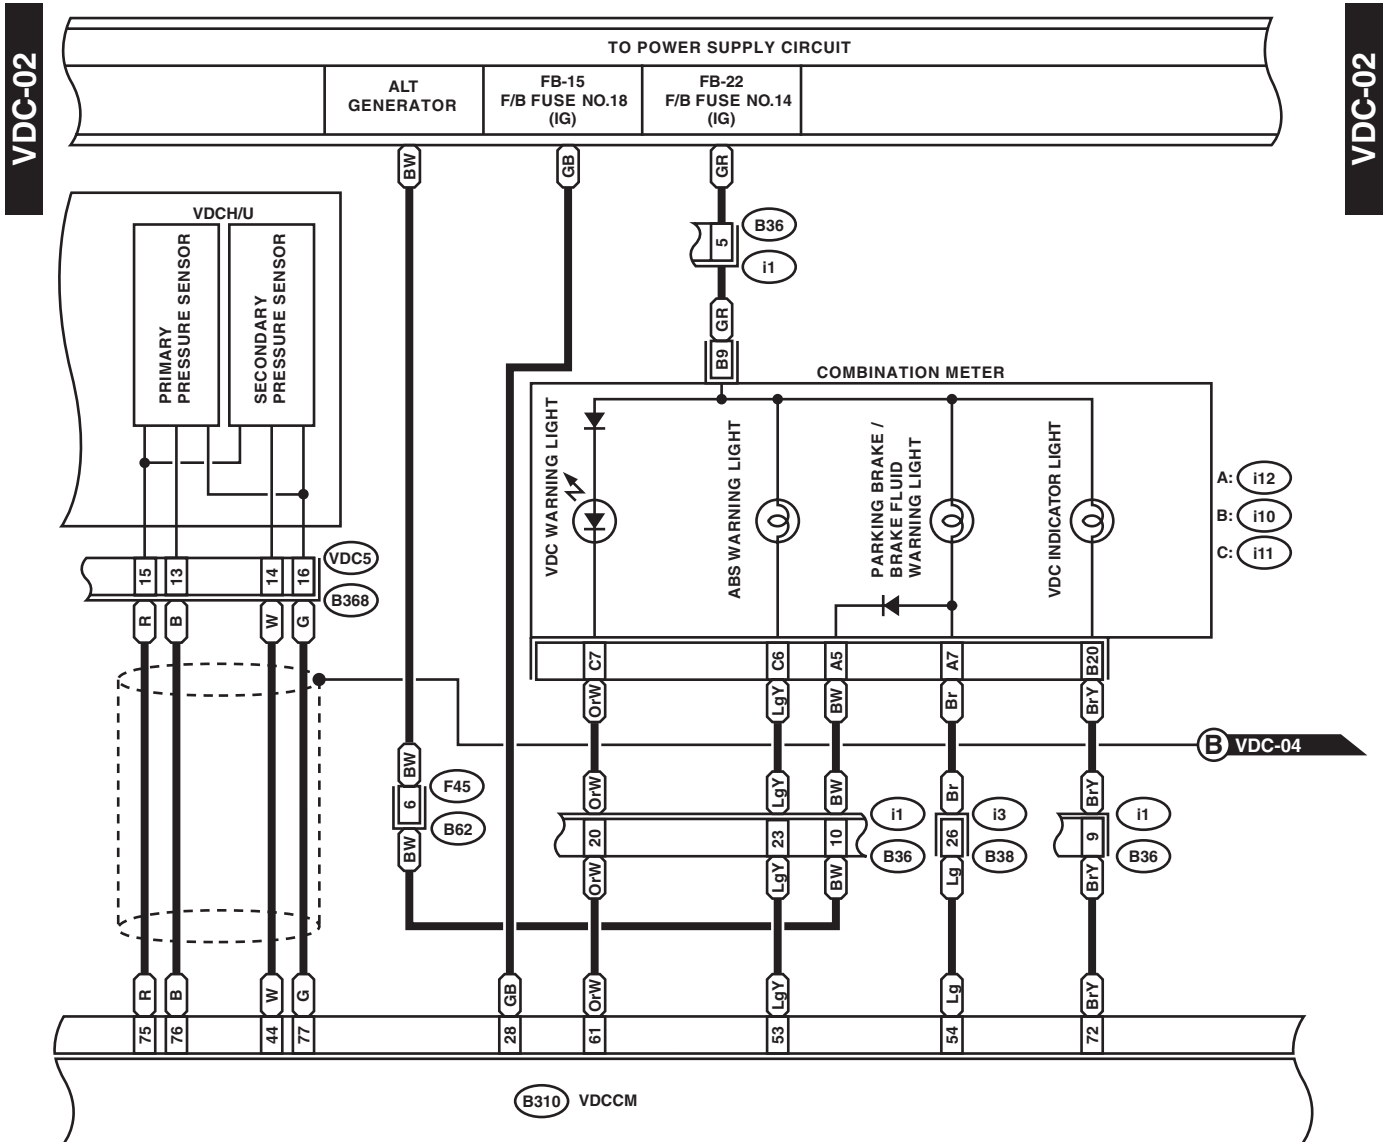 VDC-02
VDC-02
TO POWER SUPPLY CIRCUIT
ALT
GENERATOR
FB-15
F/B FUSE NO.18
(IG)
FB-22
F/B FUSE NO.14
(IG)
BW
GB
GR
VDCH/U
PRIMARY
PRESSURE SENSOR
SECONDARY
PRESSURE SENSOR
5
B36
i1
GR
B9
COMBINATION METER
VDC WARNING LIGHT
ABS WARNING LIGHT
PARKING BRAKE /
BRAKE FLUID
WARNING LIGHT
VDC INDICATOR LIGHT
A: i12
B: i10
C: i11
15
13
14
16
VDC5
B368
R
B
W
G
C7
C6
A5
A7
B20
OrW
LgY
BW
Br
BrY
B VDC-04
BW
6
F45
B62
BW
OrW
LgY
BW
Br
BrY
20
23
10
i1
B36
26
i3
B38
9
i1
B36
OrW
LgY
BW
Lg
BrY
R
B
W
G
GB
OrW
LgY
Lg
BrY
75
76
44
77
28
61
53
54
72
B310 VDCCM